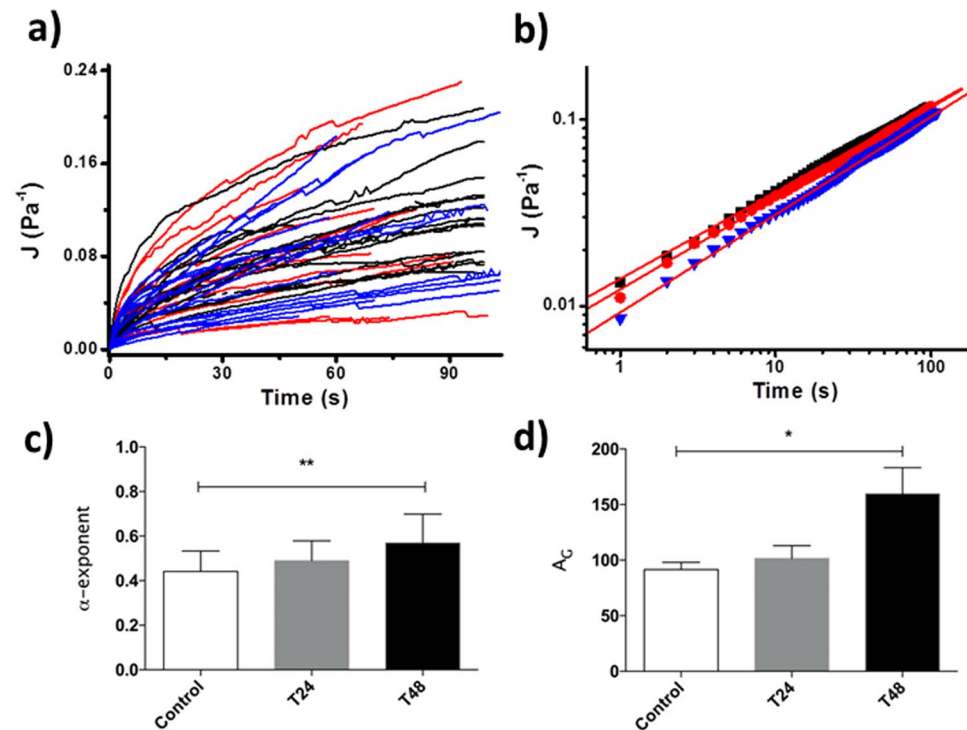 a)
0.24
0.16
0.08
0.00
J (Pa⁻¹)
0 30 60 90
Time (s)
b)
0.1
0.01
J (Pa⁻¹)
1 10 100
Time (s)
c)
1.0
0.8
0.6
0.4
0.2
0.0
α-exponent
**
Control T24 T48
d)
200
150
100
50
0
A_G
*
Control T24 T48